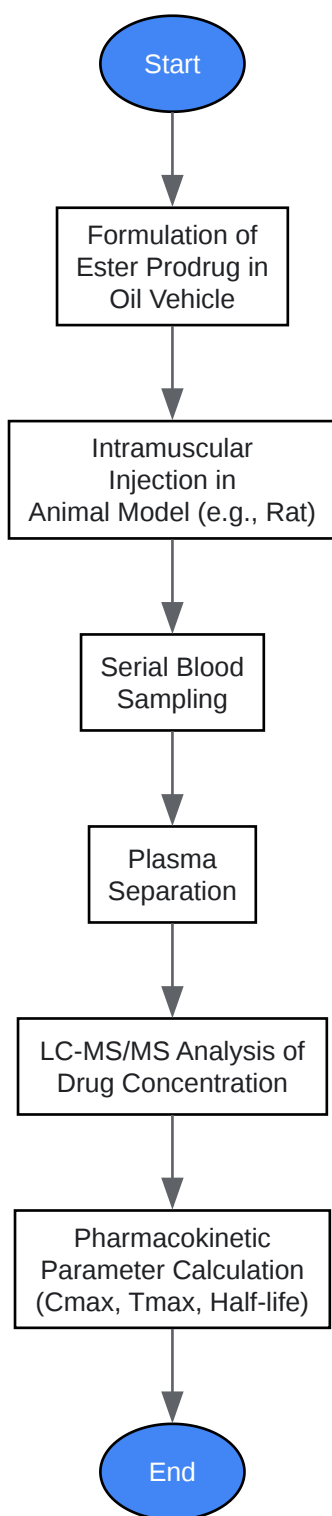 Start
Formulation of
Ester Prodrug in
Oil Vehicle
Intramuscular
Injection in
Animal Model (e.g., Rat)
Serial Blood
Sampling
Plasma
Separation
LC-MS/MS Analysis of
Drug Concentration
Pharmacokinetic
Parameter Calculation
(Cmax, Tmax, Half-life)
End